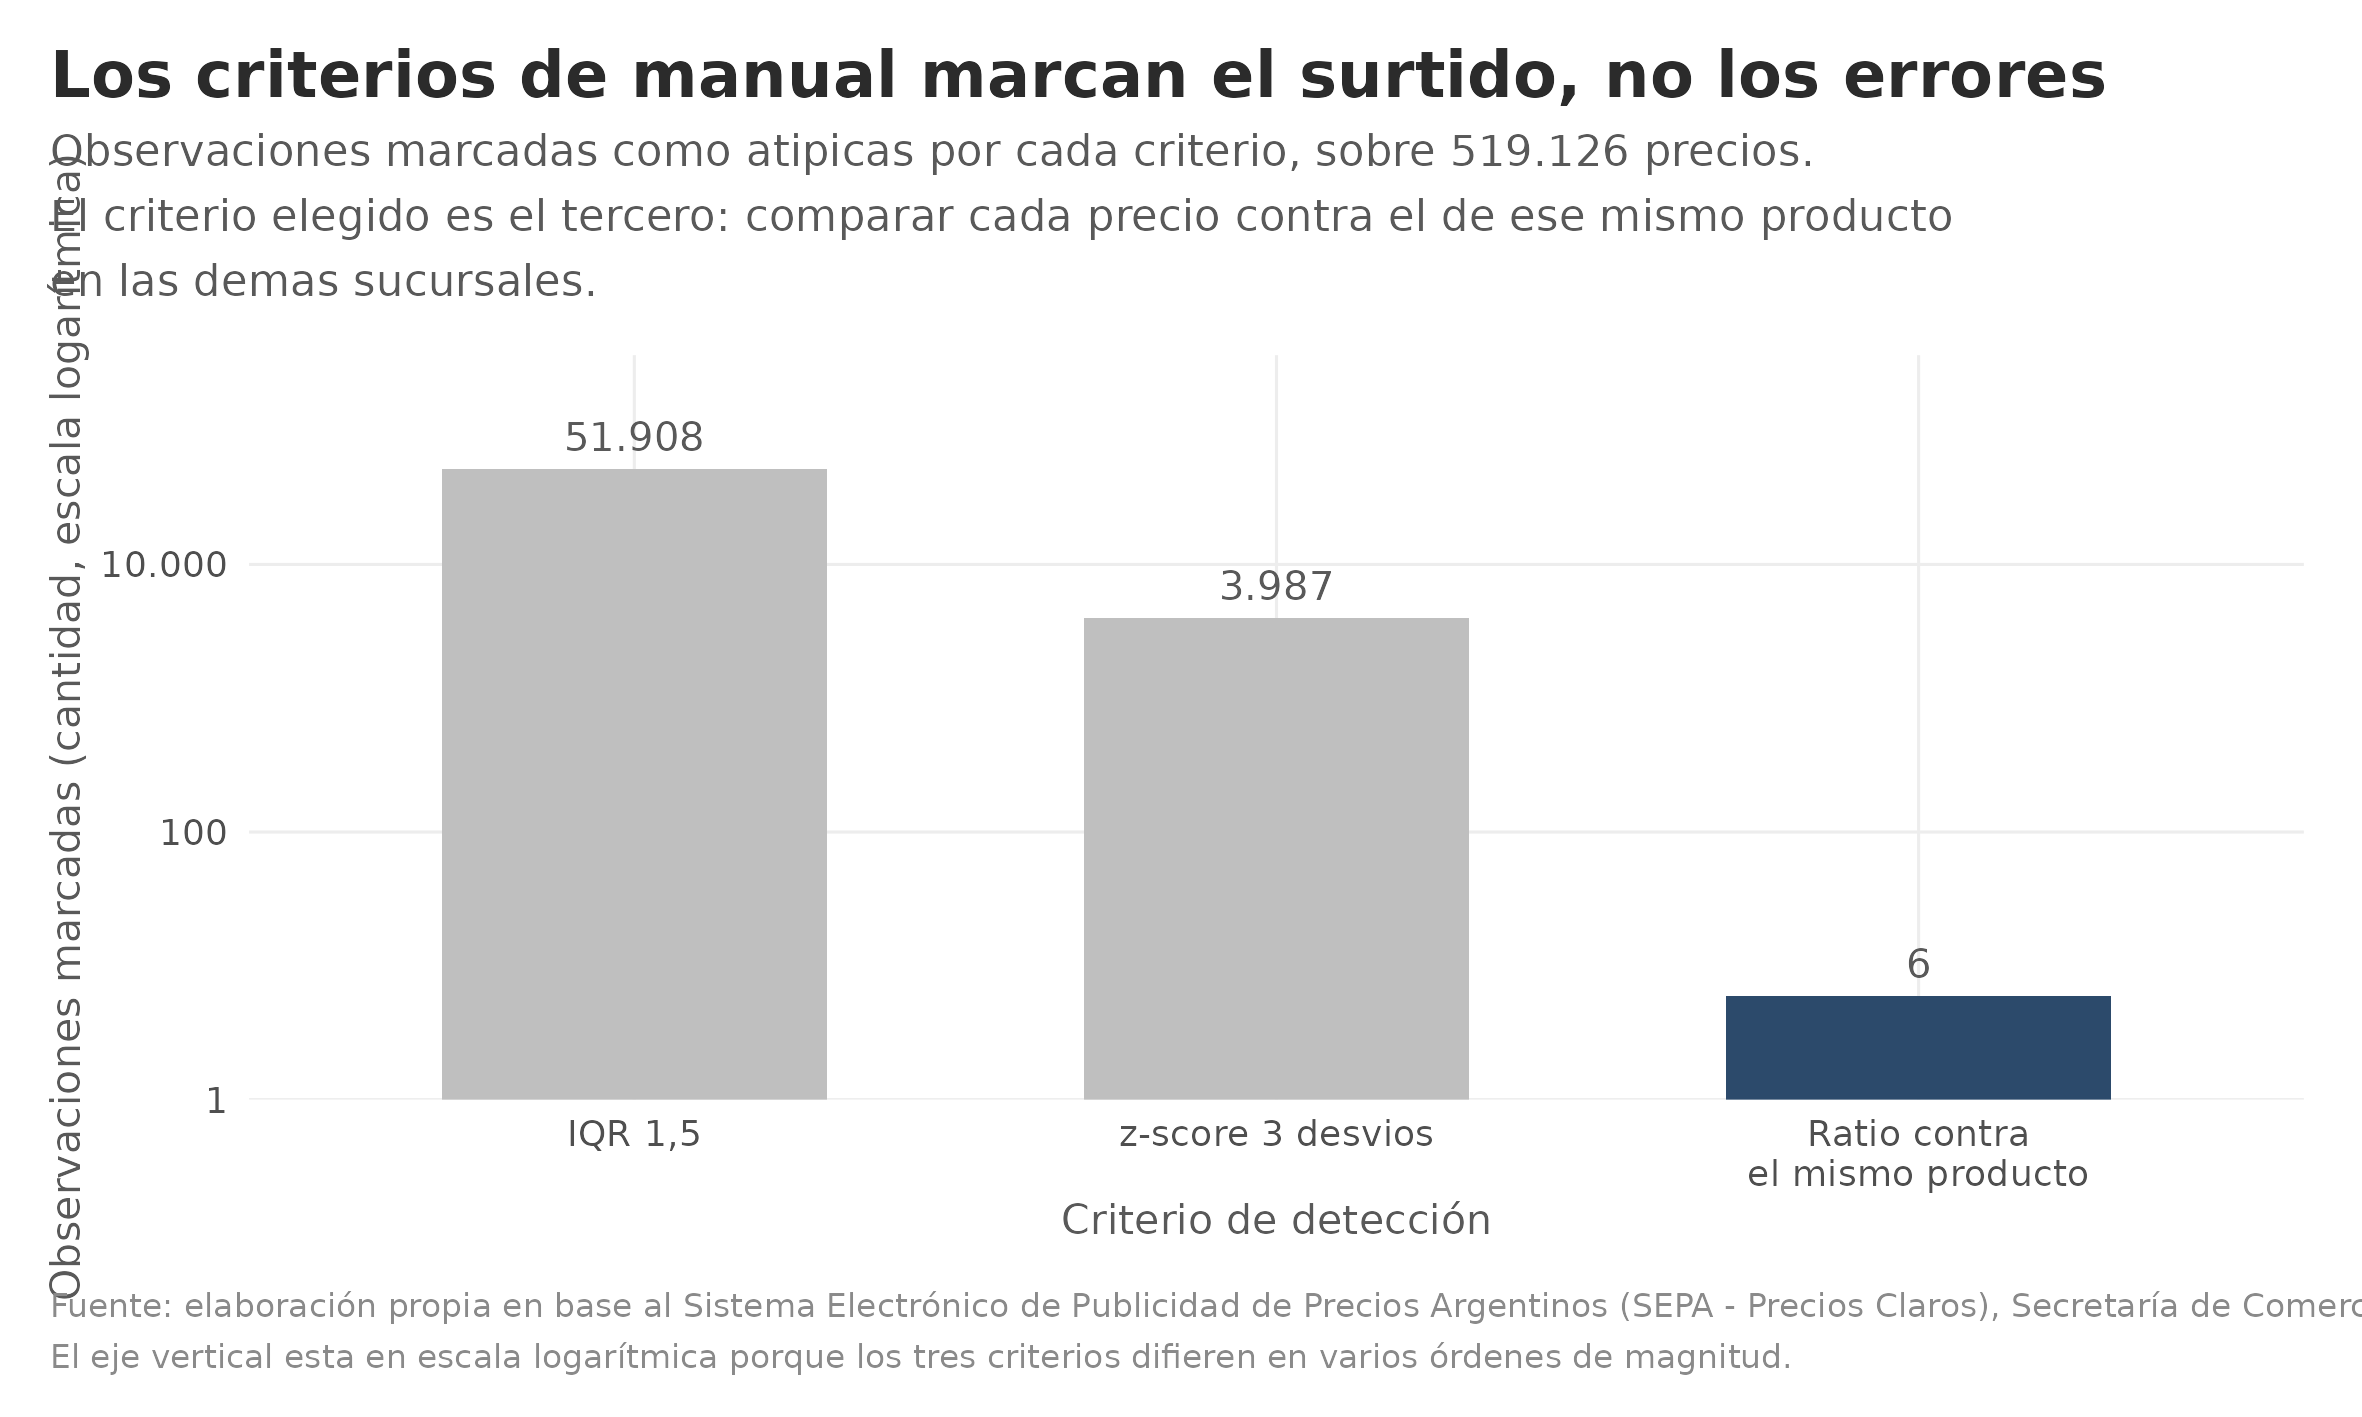 Los criterios de manual marcan el surtido, no los errores
Observaciones marcadas como atipicas por cada criterio, sobre 519.126 precios.
El criterio elegido es el tercero: comparar cada precio contra el de ese mismo producto
en las demas sucursales.
Observaciones marcadas (cantidad, escala logarítmica)
51.908
10.000
3.987
100
6
1
IQR 1,5
z-score 3 desvios
Ratio contra
el mismo producto
Criterio de detección
Fuente: elaboración propia en base al Sistema Electrónico de Publicidad de Precios Argentinos (SEPA - Precios Claros), Secretaría de Comerc
El eje vertical esta en escala logarítmica porque los tres criterios difieren en varios órdenes de magnitud.